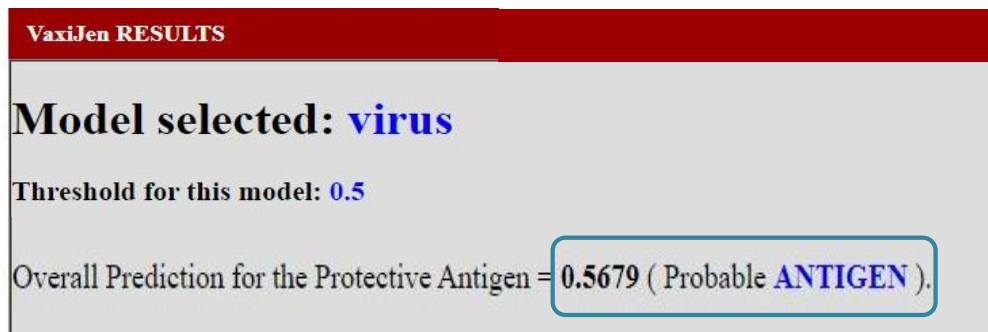 VaxiJen RESULTS
Model selected: virus
Threshold for this model: 0.5
Overall Prediction for the Protective Antigen = 0.5679 ( Probable ANTIGEN ).